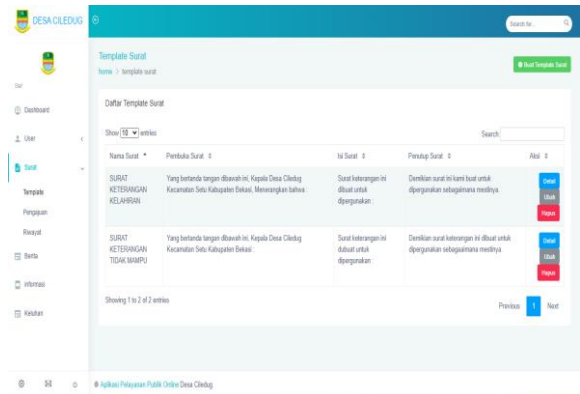 DESA CILEDUG
Search for..
Template Surat
home > template surat
Buat Template Surat
Dashboard
User
Surat
Template
Pengajuan
Riwayat
Berita
Informasi
Keluhan
Daftar Template Surat
Show 10 entries
Search:
Nama Surat Pembuka Surat Isi Surat Penutup Surat Aksi
SURAT
KETERANGAN
KELAHIRAN
Yang bertanda tangan dibawah ini, Kepala Desa Ciledug
Kecamatan Setu Kabupaten Bekasi, Menerangkan bahwa :
Surat keterangan ini
dibuat untuk
dipergunakan :
Demikian surat ini kami buat untuk
dipergunakan sebagaimana mestinya.
Detail
Ubah
Hapus
SURAT
KETERANGAN
TIDAK MAMPU
Yang bertanda tangan dibawah ini, Kepala Desa Ciledug
Kecamatan Setu Kabupaten Bekasi :
Surat keterangan ini
dubuat untuk
dipergunakan :
Demikian surat keterangan ini dibuat untuk
dipergunakan sebagaimana mestinya
Detail
Ubah
Hapus
Showing 1 to 2 of 2 entries
Previous 1 Next
© Aplikasi Pelayanan Publik Online Desa Ciledug